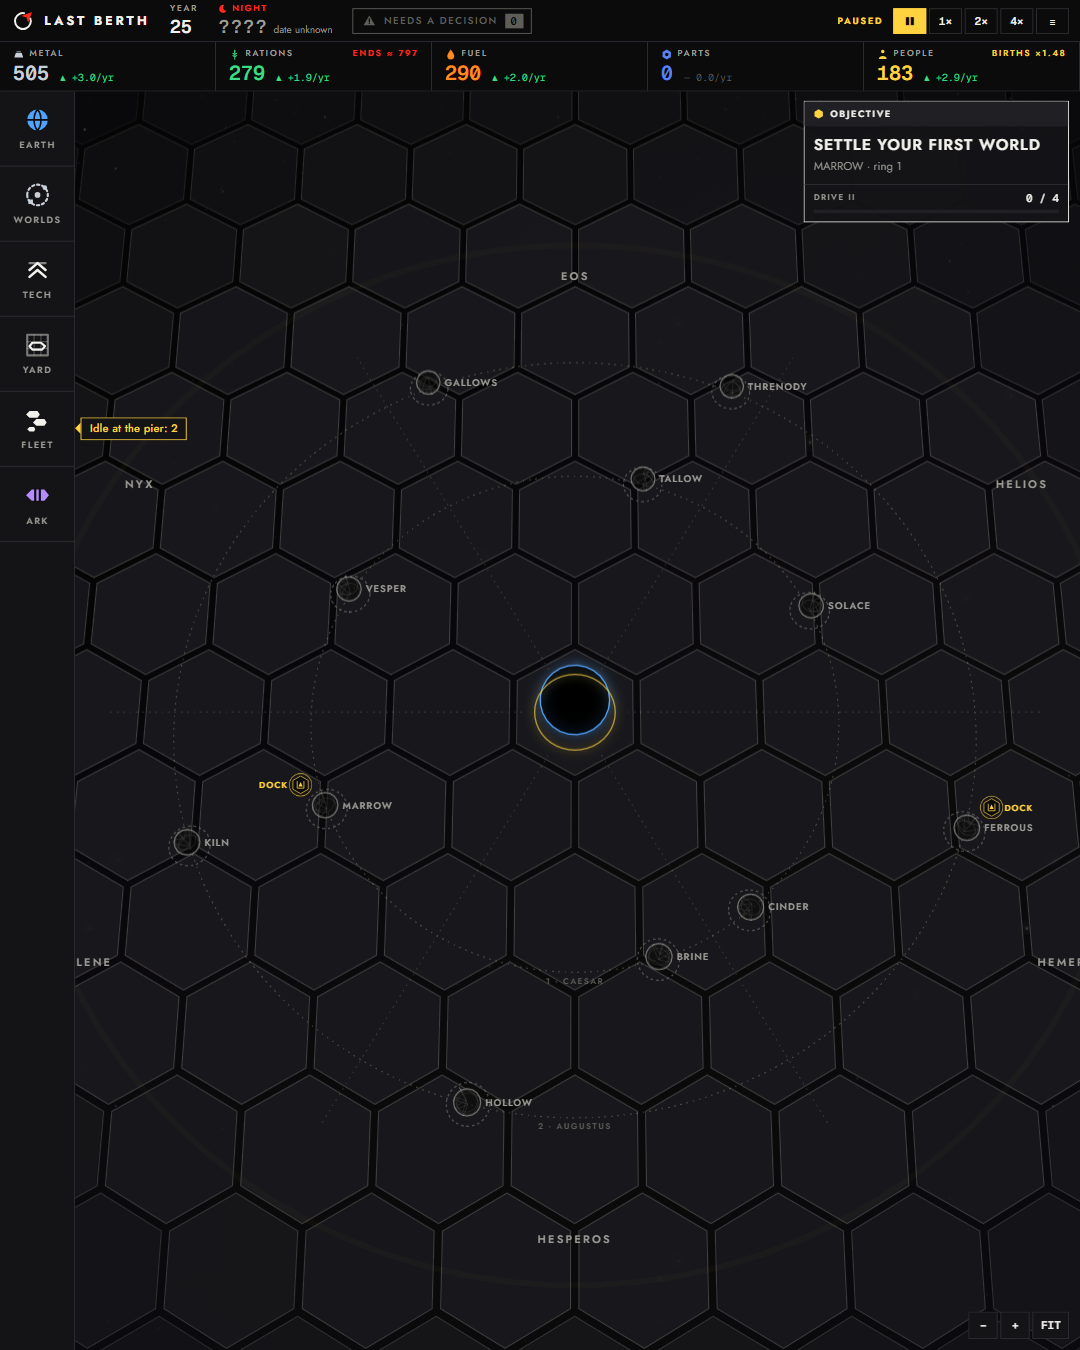 LAST BERTH
YEAR
25
NIGHT
???? date unknown
NEEDS A DECISION 0
PAUSED
1×
2×
4×
≡
METAL
505 ▲ +3.0/yr
RATIONS ENDS ≈ 797
279 ▲ +1.9/yr
FUEL
290 ▲ +2.0/yr
PARTS
0 – 0.0/yr
PEOPLE BIRTHS ×1.48
183 ▲ +2.9/yr
EARTH
WORLDS
TECH
YARD
FLEET
Idle at the pier: 2
ARK
OBJECTIVE
SETTLE YOUR FIRST WORLD
MARROW · ring 1
DRIVE II 0 / 4
EOS
GALLOWS
THRENODY
TALLOW
NYX
HELIOS
VESPER
SOLACE
DOCK
MARROW
DOCK
FERROUS
KILN
CINDER
BRINE
LENE
HEMER
1 · CAESAR
HOLLOW
2 · AUGUSTUS
HESPEROS
− + FIT